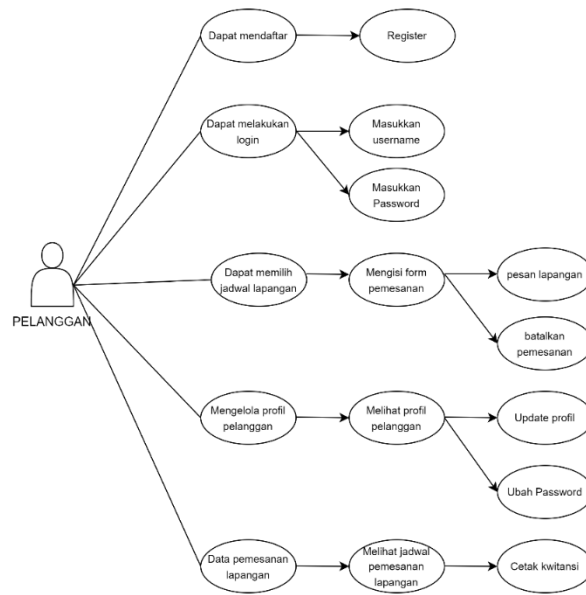 Dapat mendaftar
Register
Dapat melakukan
login
Masukkan
username
Masukkan
Password
PELANGGAN
Dapat memilih
jadwal lapangan
Mengisi form
pemesanan
pesan lapangan
batalkan
pemesanan
Mengelola profil
pelanggan
Melihat profil
pelanggan
Update profil
Ubah Password
Data pemesanan
lapangan
Melihat jadwal
pemesanan
lapangan
Cetak kwitansi